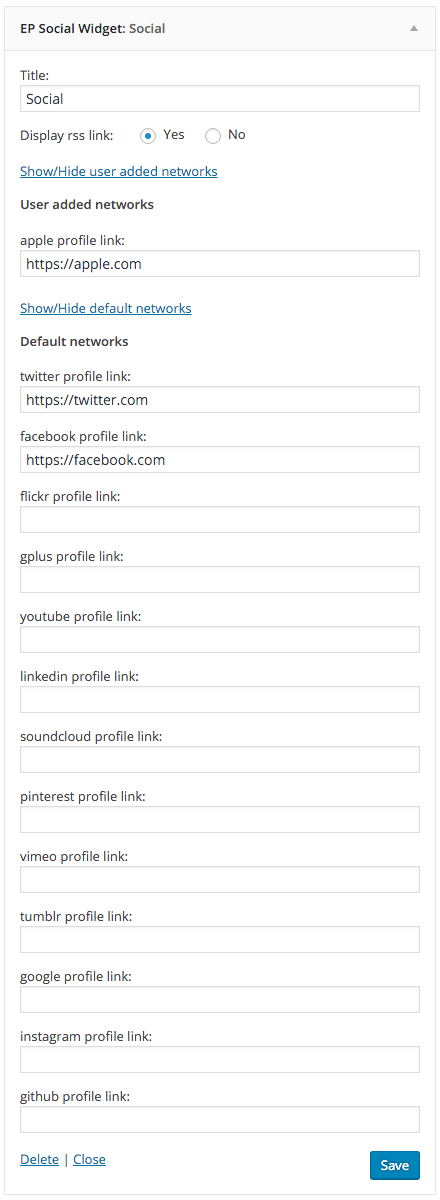 EP Social Widget: Social
Title:
Social
Display rss link: Yes No
Show/Hide user added networks
User added networks
apple profile link:
https://apple.com
Show/Hide default networks
Default networks
twitter profile link:
https://twitter.com
facebook profile link:
https://facebook.com
flickr profile link:
gplus profile link:
youtube profile link:
linkedin profile link:
soundcloud profile link:
pinterest profile link:
vimeo profile link:
tumblr profile link:
google profile link:
instagram profile link:
github profile link:
Delete | Close Save